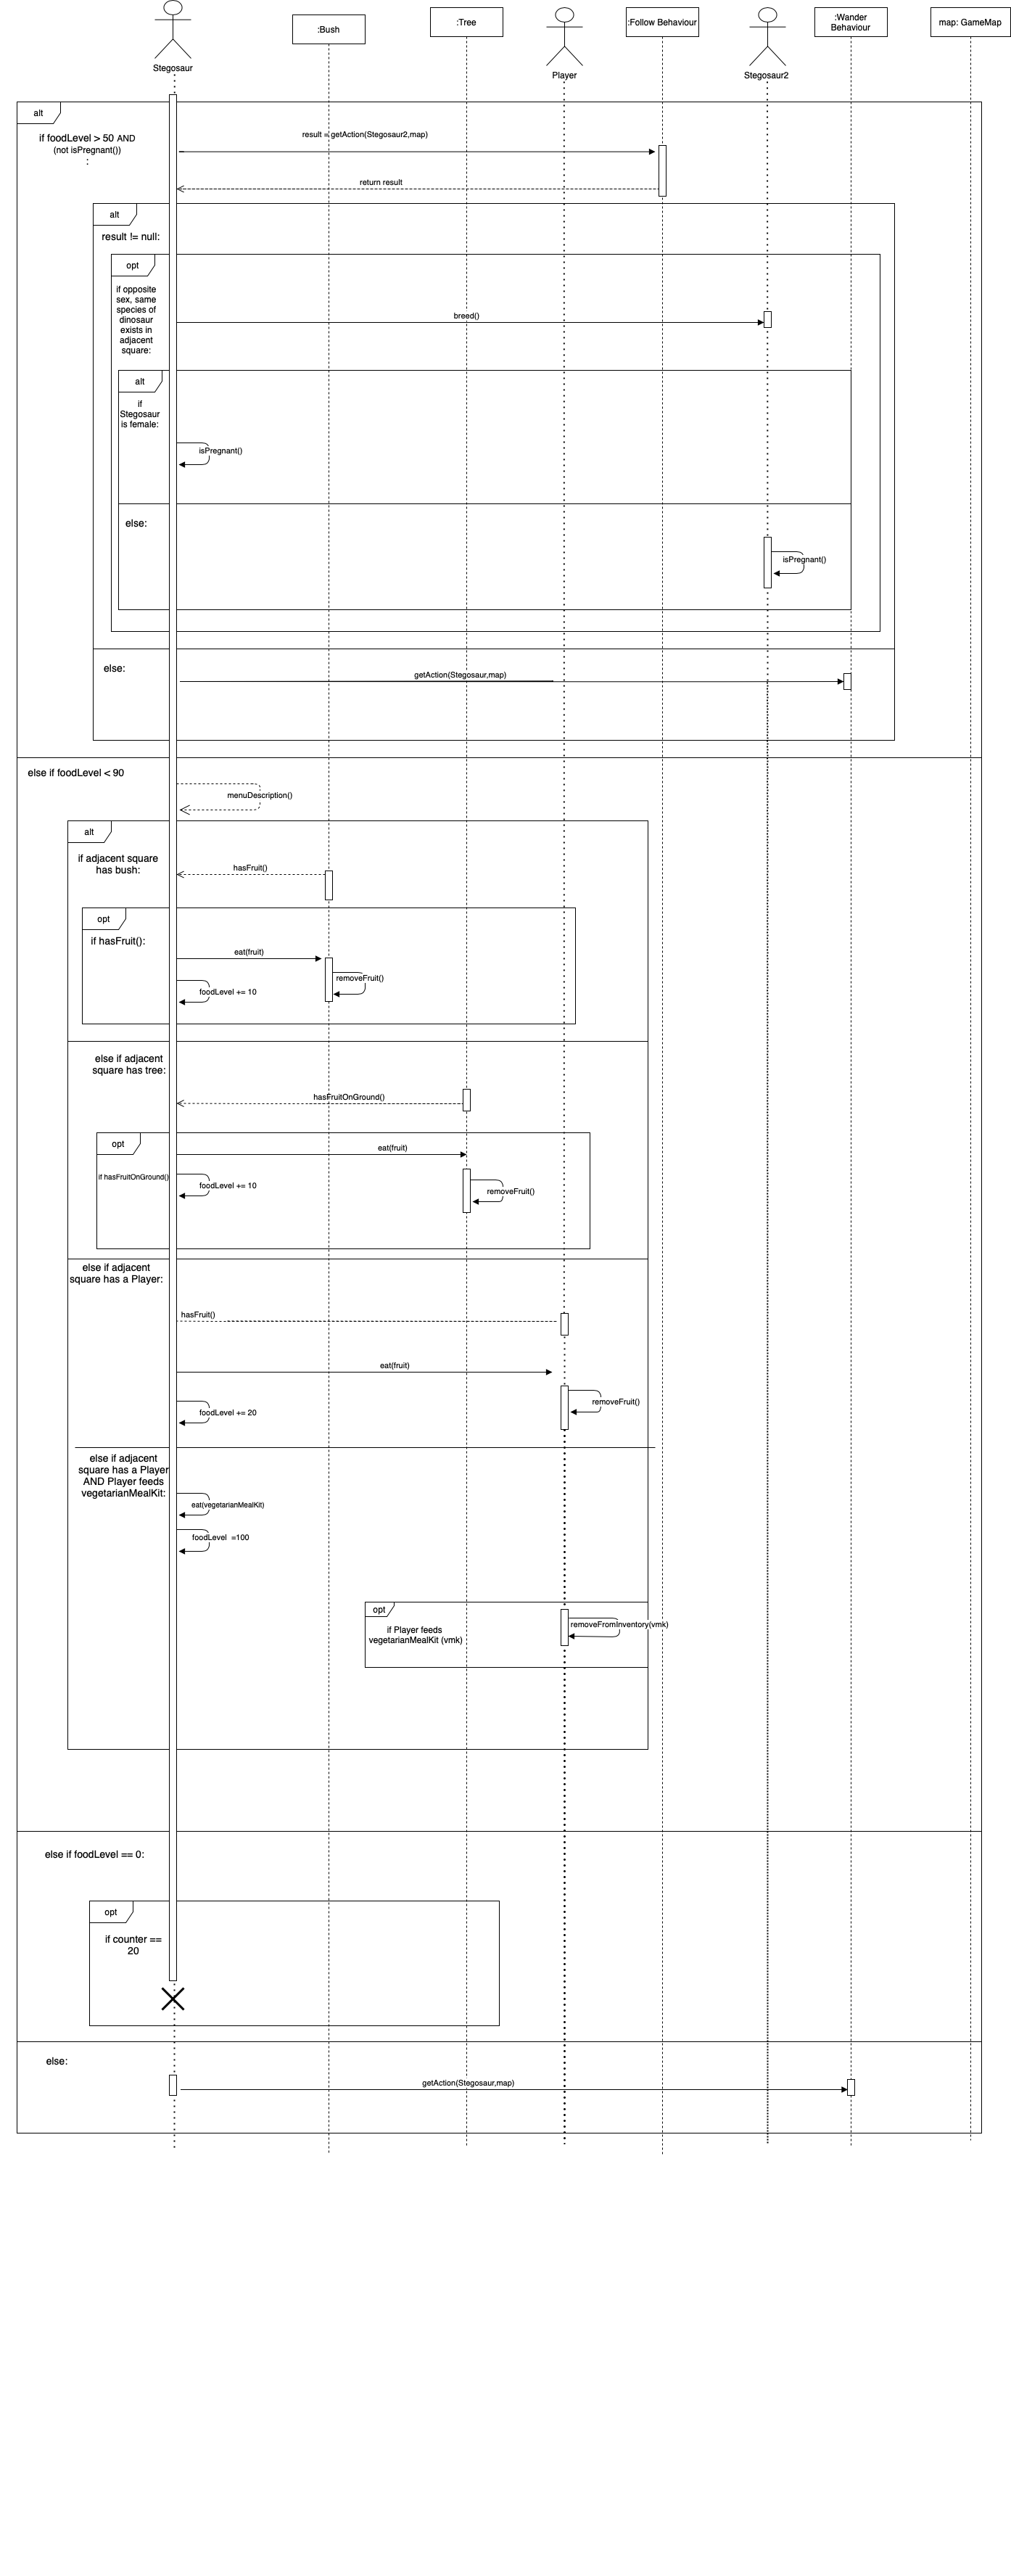 Stegosaur
:Bush
:Tree
Player
:Follow Behaviour
Stegosaur2
:Wander
Behaviour
map: GameMap
alt
if foodLevel > 50 AND
(not isPregnant())
:
result = getAction(Stegosaur2,map)
return result
alt
result != null:
opt
if opposite
sex, same
species of
dinosaur
exists in
adjacent
square:
breed()
alt
if
Stegosaur
is female:
isPregnant()
else:
isPregnant()
else:
getAction(Stegosaur,map)
else if foodLevel < 90
menuDescription()
alt
if adjacent square
has bush:
hasFruit()
opt
if hasFruit():
eat(fruit)
removeFruit()
foodLevel += 10
else if adjacent
square has tree:
hasFruitOnGround()
opt
eat(fruit)
if hasFruitOnGround()
foodLevel += 10
removeFruit()
else if adjacent
square has a Player:
hasFruit()
eat(fruit)
removeFruit()
foodLevel += 20
else if adjacent
square has a Player
AND Player feeds
vegetarianMealKit:
eat(vegetarianMealKit)
foodLevel =100
opt
if Player feeds
vegetarianMealKit (vmk)
removeFromInventory(vmk)
else if foodLevel == 0:
opt
if counter ==
20
else:
getAction(Stegosaur,map)